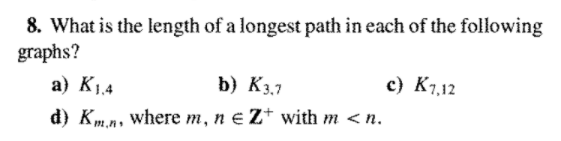 8. What is the length of a longest path in each of the following
graphs?
a) K1,4 b) K3,7 c) K7,12
d) Km,n, where m, n ∈ Z+ with m < n.